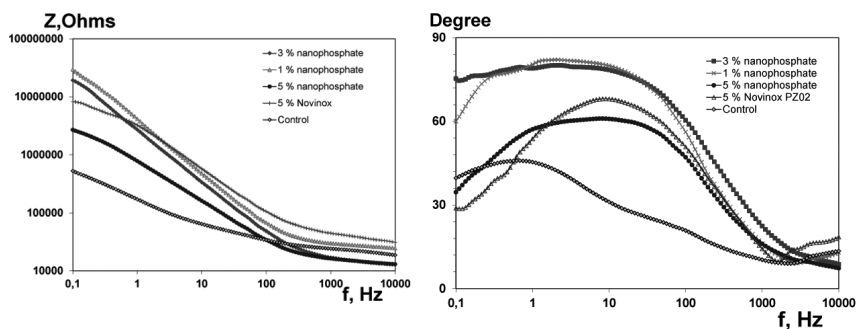 Z,Ohms
100000000
10000000
1000000
100000
10000
0,1
1
10
100
1000
10000
f, Hz
3 % nanophosphate
1 % nanophosphate
5 % nanophosphate
5 % Novinox
Control
Degree
90
60
30
0
0,1
1
10
100
1000
10000
f, Hz
3 % nanophosphate
1 % nanophosphate
5 % nanophosphate
5 % Novinox PZ02
Control